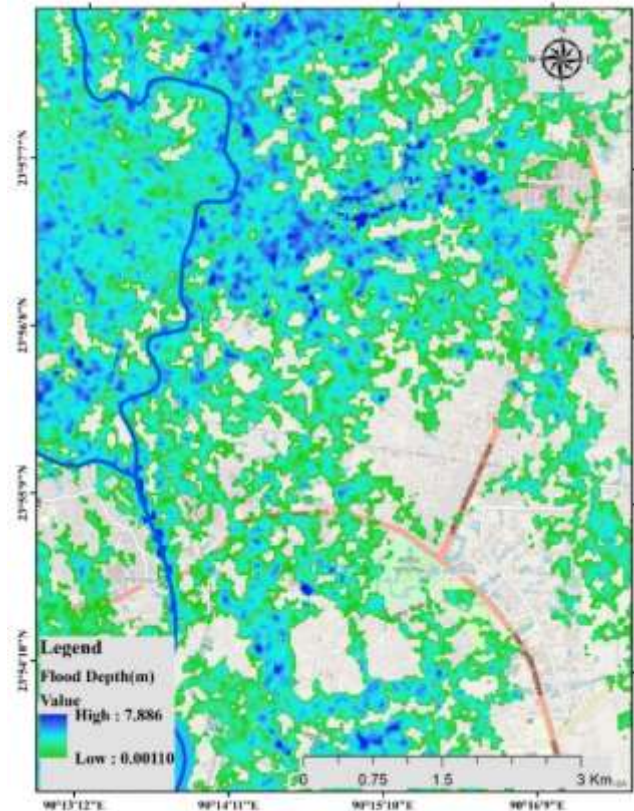 N
W E
S
23°57'7"N
23°56'8"N
23°55'9"N
23°54'10"N
Legend
Flood Depth(m)
Value
High : 7.886
Low : 0.00110
0 0.75 1.5 3 Km
90°13'12"E 90°14'11"E 90°15'10"E 90°16'9"E